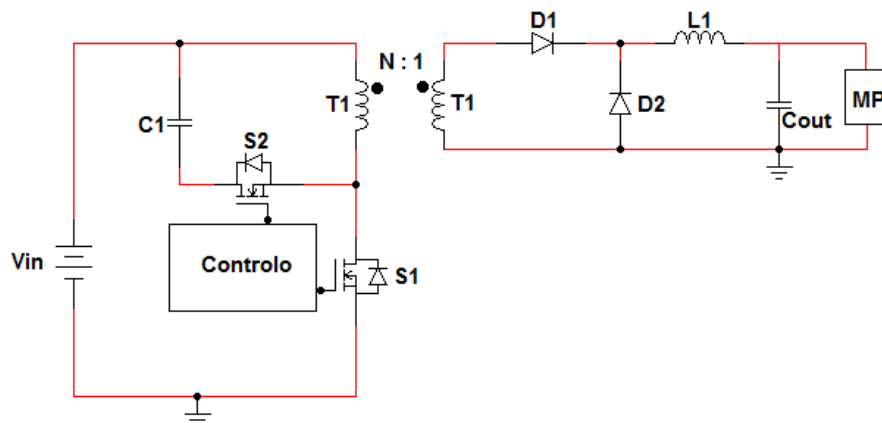 D1
L1
N : 1
T1
T1
C1
D2
Cout
MP
S2
Vin
Controlo
S1